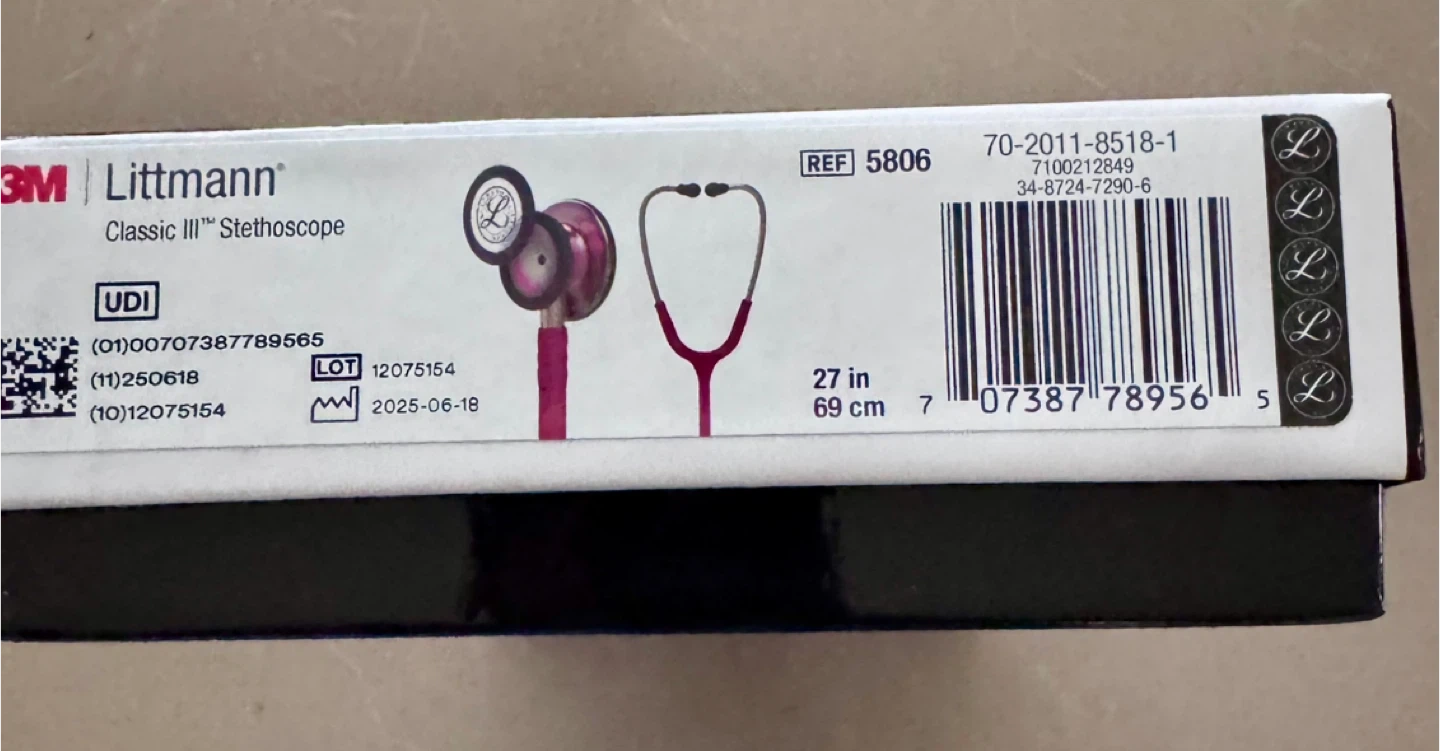 3M | Littmann®
Classic III™ Stethoscope
UDI
(01)00707387789565
(11)250618
(10)12075154
LOT 12075154
2025-06-18
27 in
69 cm
REF 5806
70-2011-8518-1
7100212849
34-8724-7290-6
7 07387 78956 5